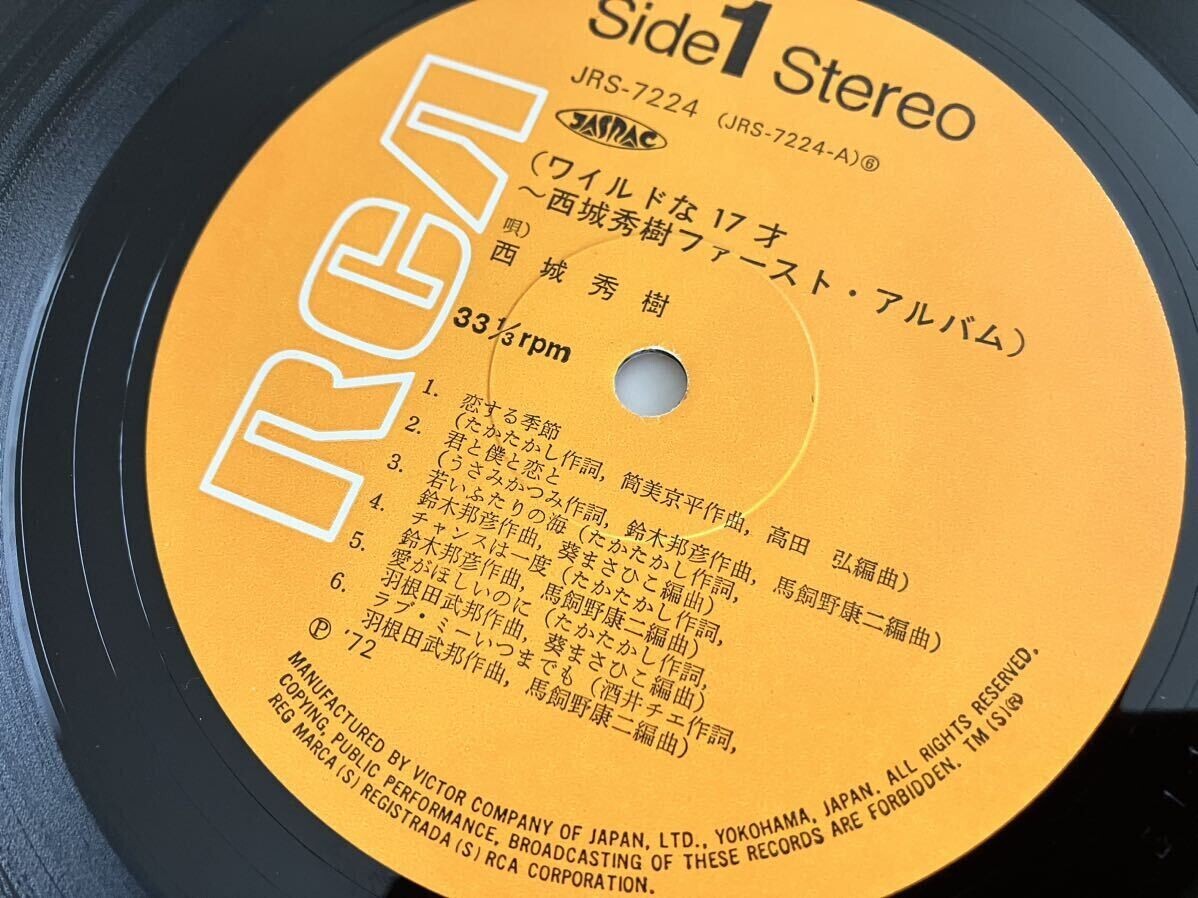 Side 1 Stereo
JRS-7224 (JRS-7224-A)⑥
JASRAC
RCA
(ワイルドな 17才
〜西城秀樹ファースト・アルバム)
唄) 西城秀樹
33 1/3 rpm
1. 恋する季節
(たかたかし作詞, 筒美京平作曲, 高田 弘編曲)
2. 君と僕と恋と
(うさみかつみ作詞, 鈴木邦彦作曲, 馬飼野康二編曲)
3. 若いふたりの海 (たかたかし作詞,
鈴木邦彦作曲, 葵まさひこ編曲)
4. チャンスは一度 (たかたかし作詞,
鈴木邦彦作曲, 馬飼野康二編曲)
5. 愛がほしいのに (たかたかし作詞,
羽根田武邦作曲, 葵まさひこ編曲)
6. ラブ・ミーいつまでも (酒井チエ作詞,
羽根田武邦作曲, 馬飼野康二編曲)
Ⓟ '72
MANUFACTURED BY VICTOR COMPANY OF JAPAN, LTD., YOKOHAMA, JAPAN. ALL RIGHTS RESERVED.
COPYING, PUBLIC PERFORMANCE, BROADCASTING OF THESE RECORDS ARE FORBIDDEN. TM(S)®
REG MARCA(S) REGISTRADA(S) RCA CORPORATION.